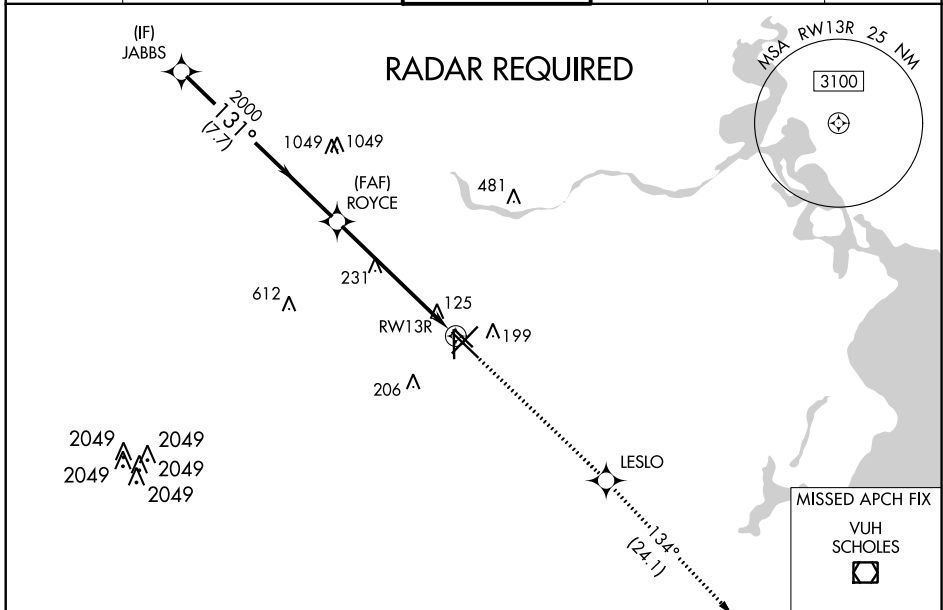 (IF)
JABBS
RADAR REQUIRED
MSA RW13R 25 NM
3100
2000
131°
(7.7)
1049
1049
(FAF)
ROYCE
481
231
612
125
RW13R
199
206
2049
2049
2049
2049
2049
LESLO
134°
(24.1)
MISSED APCH FIX
VUH
SCHOLES